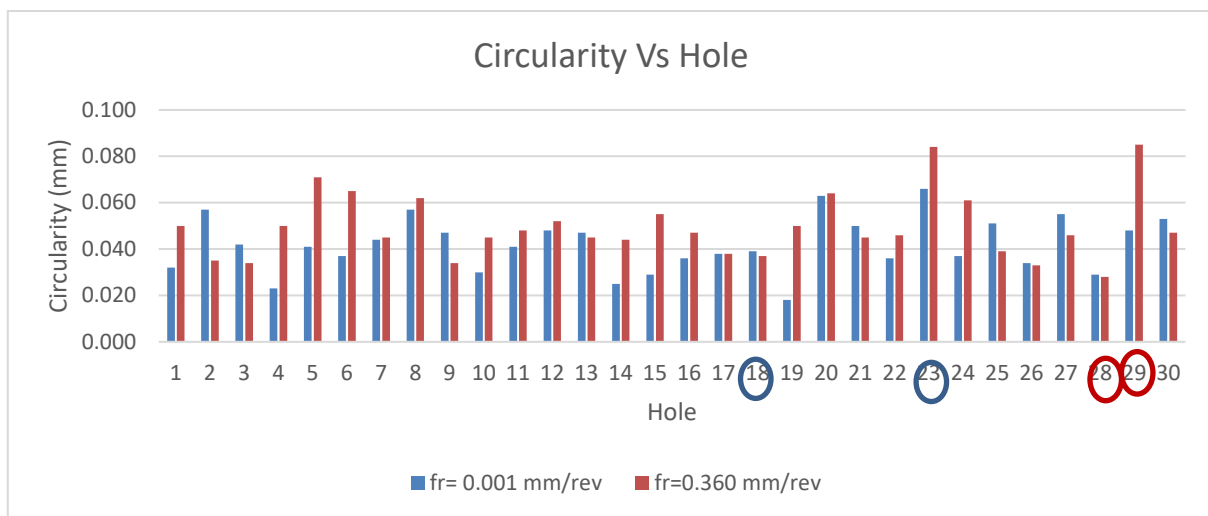 Circularity Vs Hole
0.100
0.080
0.060
0.040
0.020
0.000
Circularity (mm)
1 2 3 4 5 6 7 8 9 10 11 12 13 14 15 16 17 18 19 20 21 22 23 24 25 26 27 28 29 30
Hole
fr= 0.001 mm/rev fr=0.360 mm/rev